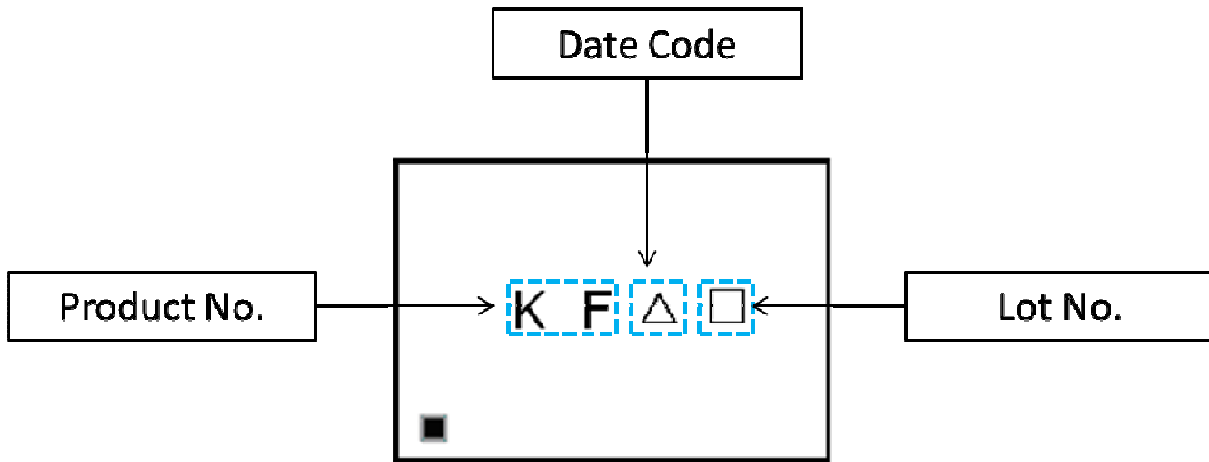 Date Code
Product No.
K F △ □
Lot No.